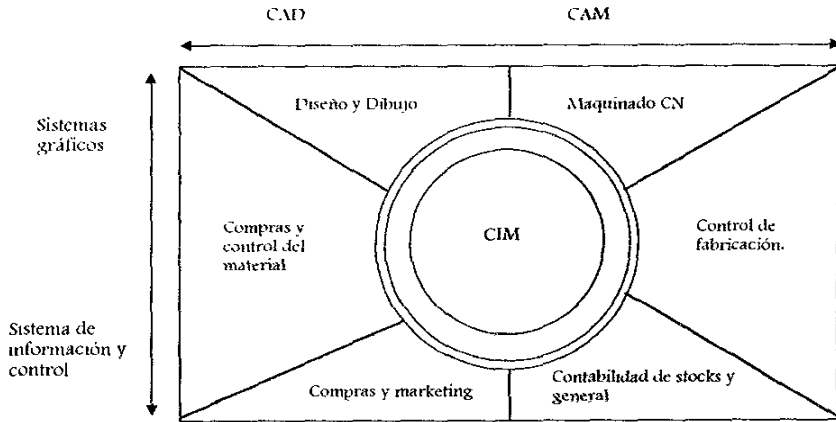 CAD CAM
Diseño y Dibujo
Maquinado CN
Sistemas
gráficos
Compras y
control del
material
CIM
Control de
fabricación.
Sistema de
información y
control
Compras y marketing
Contabilidad de stocks y
general